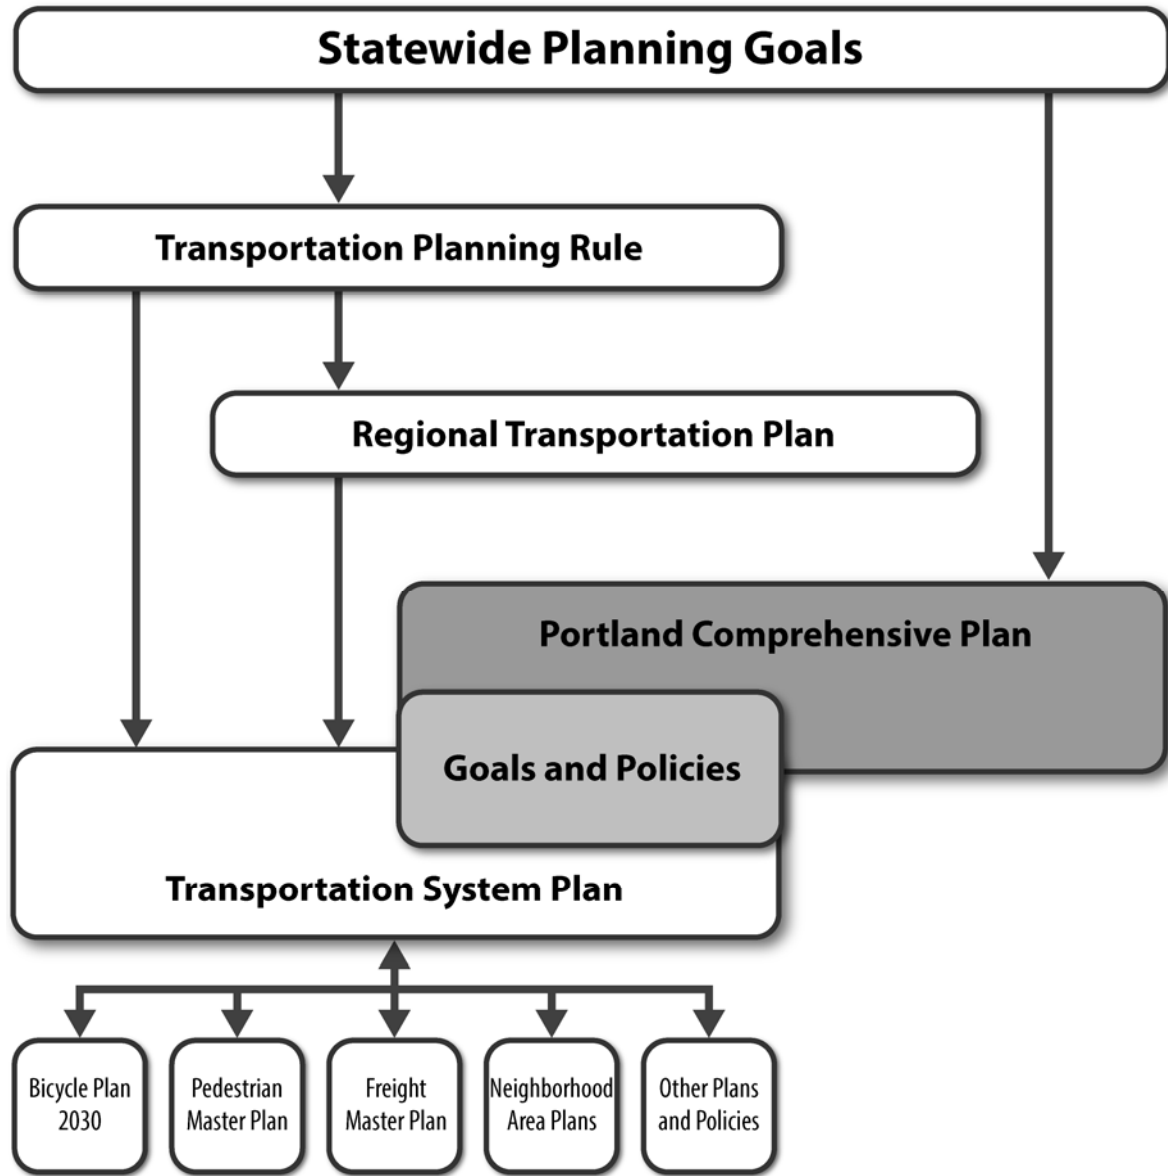 Statewide Planning Goals
Transportation Planning Rule
Regional Transportation Plan
Portland Comprehensive Plan
Goals and Policies
Transportation System Plan
Bicycle Plan
2030
Pedestrian
Master Plan
Freight
Master Plan
Neighborhood
Area Plans
Other Plans
and Policies